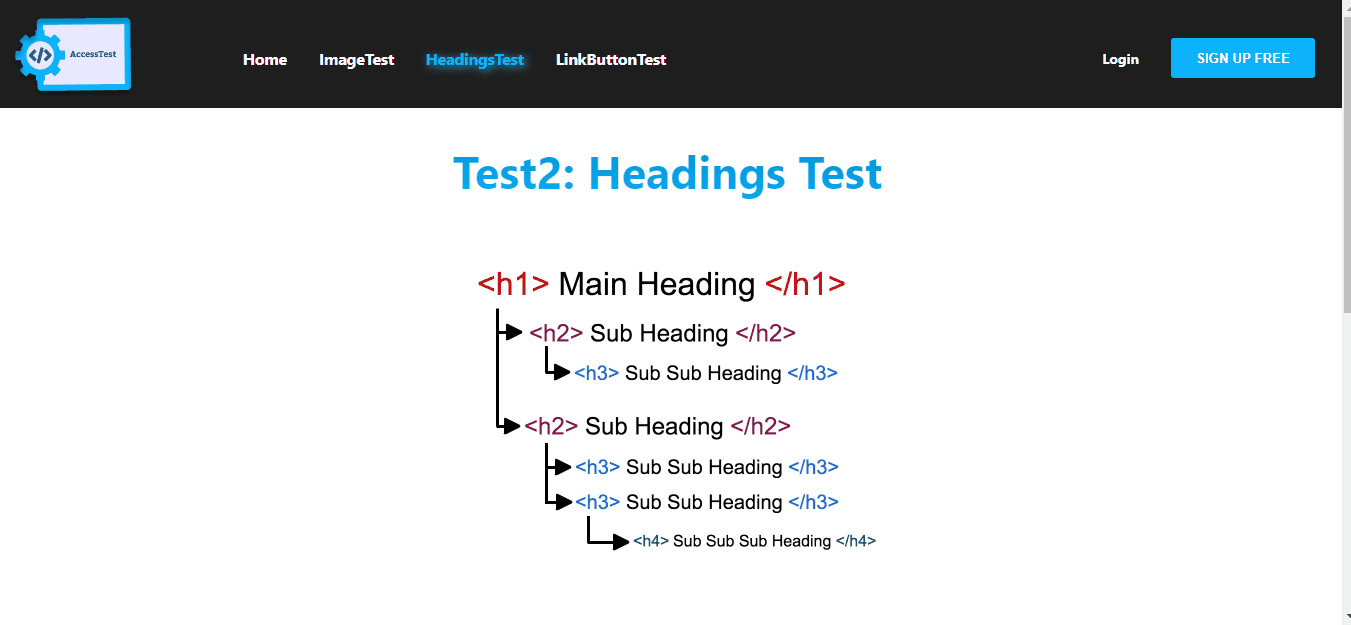 </> AccessTest
Home ImageTest HeadingsTest LinkButtonTest Login SIGN UP FREE
Test2: Headings Test
<h1> Main Heading </h1>
<h2> Sub Heading </h2>
<h3> Sub Sub Heading </h3>
<h2> Sub Heading </h2>
<h3> Sub Sub Heading </h3>
<h3> Sub Sub Heading </h3>
<h4> Sub Sub Sub Heading </h4>